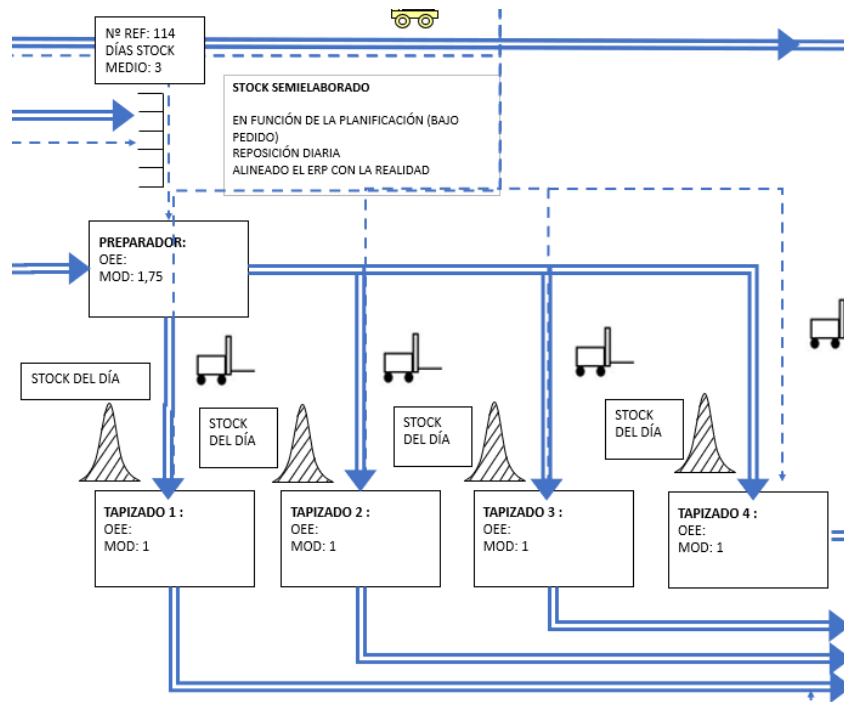 Nº REF: 114
DÍAS STOCK
MEDIO: 3
STOCK SEMIELABORADO
EN FUNCIÓN DE LA PLANIFICACIÓN (BAJO
PEDIDO)
REPOSICIÓN DIARIA
ALINEADO EL ERP CON LA REALIDAD
PREPARADOR:
OEE:
MOD: 1,75
STOCK DEL DÍA
STOCK
DEL DÍA
STOCK
DEL DÍA
STOCK
DEL DÍA
TAPIZADO 1 :
OEE:
MOD: 1
TAPIZADO 2 :
OEE:
MOD: 1
TAPIZADO 3 :
OEE:
MOD: 1
TAPIZADO 4 :
OEE:
MOD: 1